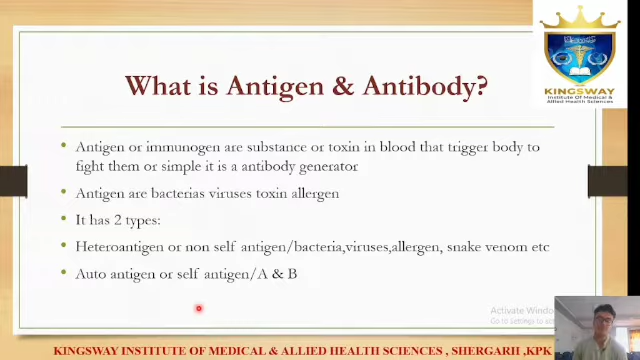 KINGSWAY
Institute Of Medical &
Allied Health Sciences
What is Antigen & Antibody?
• Antigen or immunogen are substance or toxin in blood that trigger body to
fight them or simple it is a antibody generator
• Antigen are bacterias viruses toxin allergen
• It has 2 types:
• Heteroantigen or non self antigen/bacteria,viruses,allergen, snake venom etc
• Auto antigen or self antigen/A & B
Activate Windo
Go to Settings to
KINGSWAY INSTITUTE OF MEDICAL & ALLIED HEALTH SCIENCES , SHERGARH ,KPK